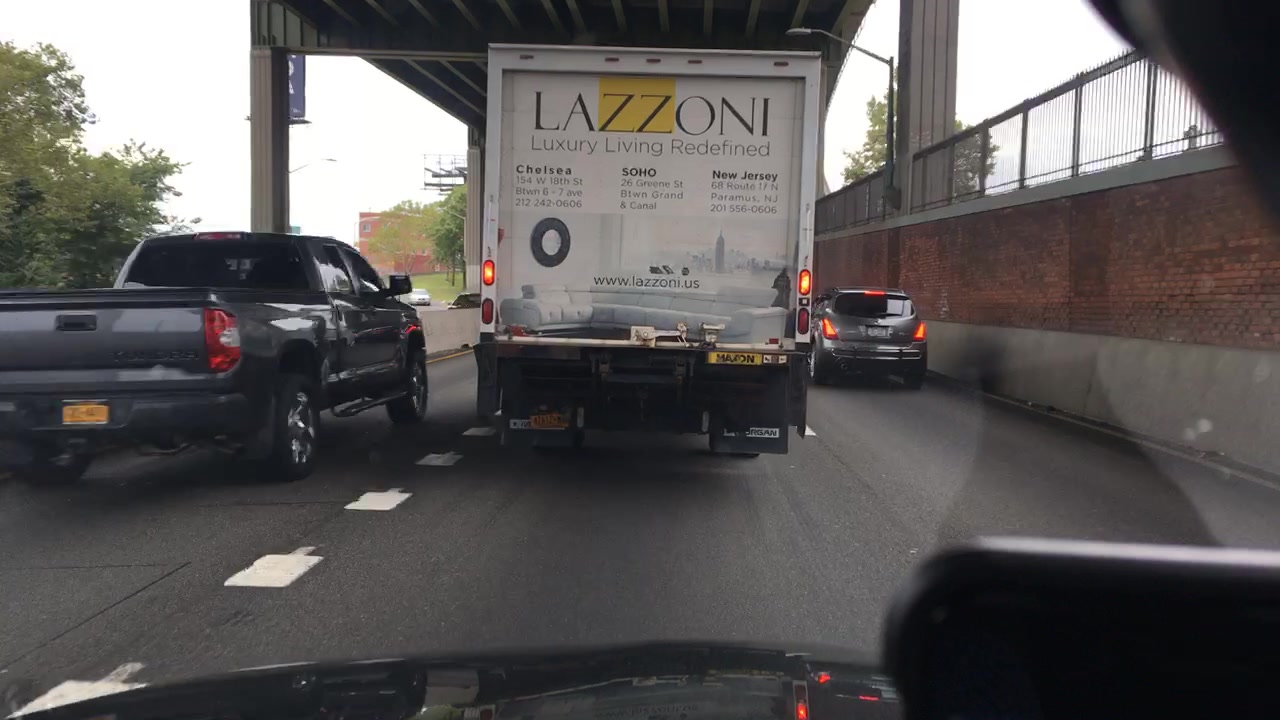 LAZZONI
Luxury Living Redefined
Chelsea
154 W 18th St
Btwn 6 - 7 ave
212 242-0606
SOHO
26 Greene St
Btwn Grand
& Canal
New Jersey
68 Route 17 N
Paramus, NJ
201 556-0606
www.lazzoni.us
MAXON